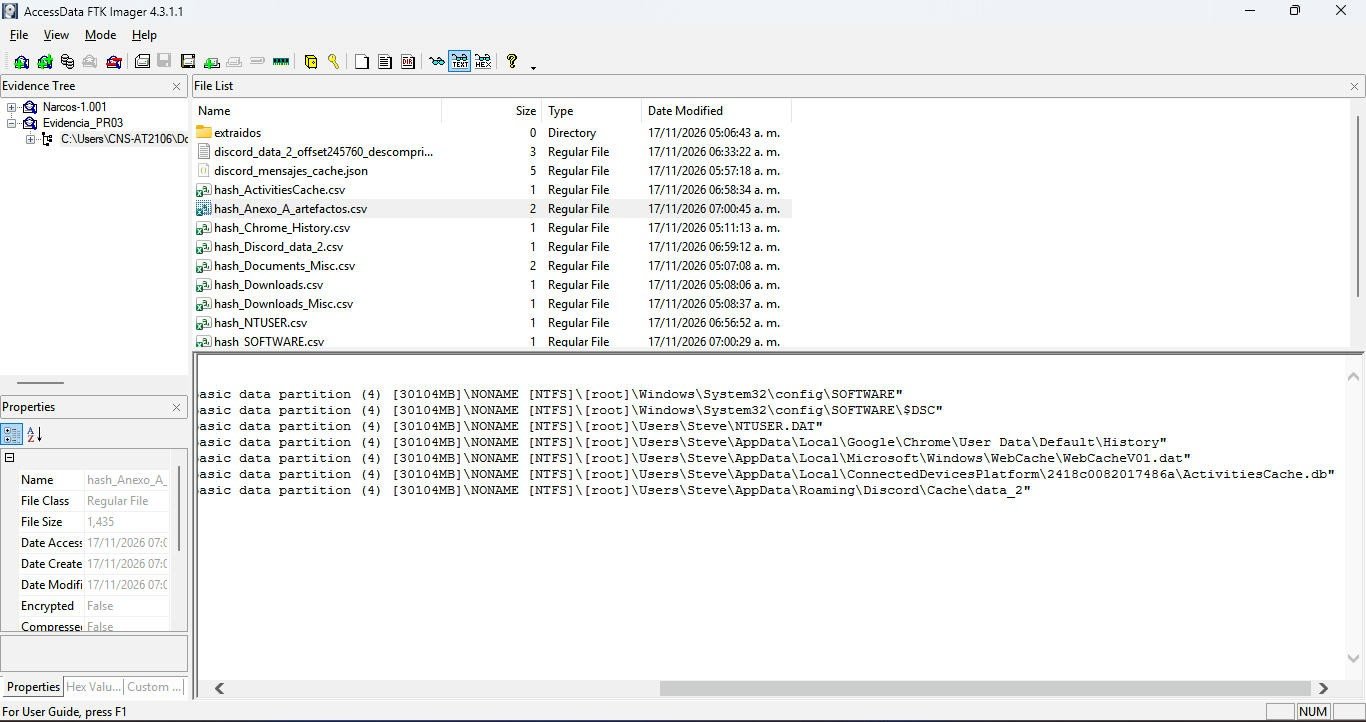 AccessData FTK Imager 4.3.1.1
File View Mode Help
Evidence Tree
File List
Narcos-1.001
Evidencia_PR03
C:\Users\CNS-AT2106\Dc
Name Size Type Date Modified
extraidos 0 Directory 17/11/2026 05:06:43 a. m.
discord_data_2_offset245760_descompri... 3 Regular File 17/11/2026 06:33:22 a. m.
discord_mensajes_cache.json 5 Regular File 17/11/2026 05:57:18 a. m.
hash_ActivitiesCache.csv 1 Regular File 17/11/2026 06:58:34 a. m.
hash_Anexo_A_artefactos.csv 2 Regular File 17/11/2026 07:00:45 a. m.
hash_Chrome_History.csv 1 Regular File 17/11/2026 05:11:13 a. m.
hash_Discord_data_2.csv 1 Regular File 17/11/2026 06:59:12 a. m.
hash_Documents_Misc.csv 2 Regular File 17/11/2026 05:07:08 a. m.
hash_Downloads.csv 1 Regular File 17/11/2026 05:08:06 a. m.
hash_Downloads_Misc.csv 1 Regular File 17/11/2026 05:08:37 a. m.
hash_NTUSER.csv 1 Regular File 17/11/2026 06:56:52 a. m.
hash_SOFTWARE.csv 1 Regular File 17/11/2026 07:00:29 a. m.
Properties
Name hash_Anexo_A_
File Class Regular File
File Size 1,435
Date Access 17/11/2026 07:0
Date Create 17/11/2026 07:0
Date Modifi 17/11/2026 07:0
Encrypted False
Compresse False
Properties Hex Valu... Custom ...
asic data partition (4) [30104MB]\NONAME [NTFS]\[root]\Windows\System32\config\SOFTWARE"
asic data partition (4) [30104MB]\NONAME [NTFS]\[root]\Windows\System32\config\SOFTWARE\$DSC"
asic data partition (4) [30104MB]\NONAME [NTFS]\[root]\Users\Steve\NTUSER.DAT"
asic data partition (4) [30104MB]\NONAME [NTFS]\[root]\Users\Steve\AppData\Local\Google\Chrome\User Data\Default\History"
asic data partition (4) [30104MB]\NONAME [NTFS]\[root]\Users\Steve\AppData\Local\Microsoft\Windows\WebCache\WebCacheV01.dat"
asic data partition (4) [30104MB]\NONAME [NTFS]\[root]\Users\Steve\AppData\Local\ConnectedDevicesPlatform\2418c0082017486a\ActivitiesCache.db"
asic data partition (4) [30104MB]\NONAME [NTFS]\[root]\Users\Steve\AppData\Roaming\Discord\Cache\data_2"
For User Guide, press F1
NUM